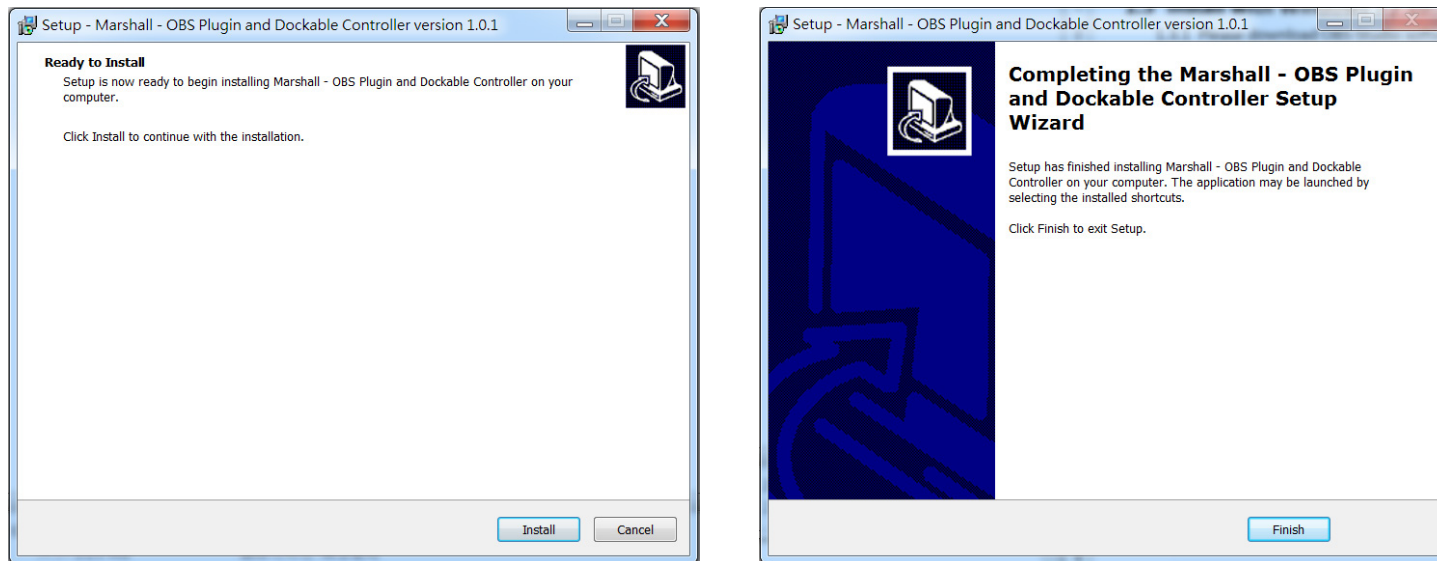 Setup - Marshall - OBS Plugin and Dockable Controller version 1.0.1
Ready to Install
Setup is now ready to begin installing Marshall - OBS Plugin and Dockable Controller on your
computer.
Click Install to continue with the installation.
Install
Cancel
Setup - Marshall - OBS Plugin and Dockable Controller version 1.0.1
Completing the Marshall - OBS Plugin
and Dockable Controller Setup
Wizard
Setup has finished installing Marshall - OBS Plugin and Dockable
Controller on your computer. The application may be launched by
selecting the installed shortcuts.
Click Finish to exit Setup.
Finish